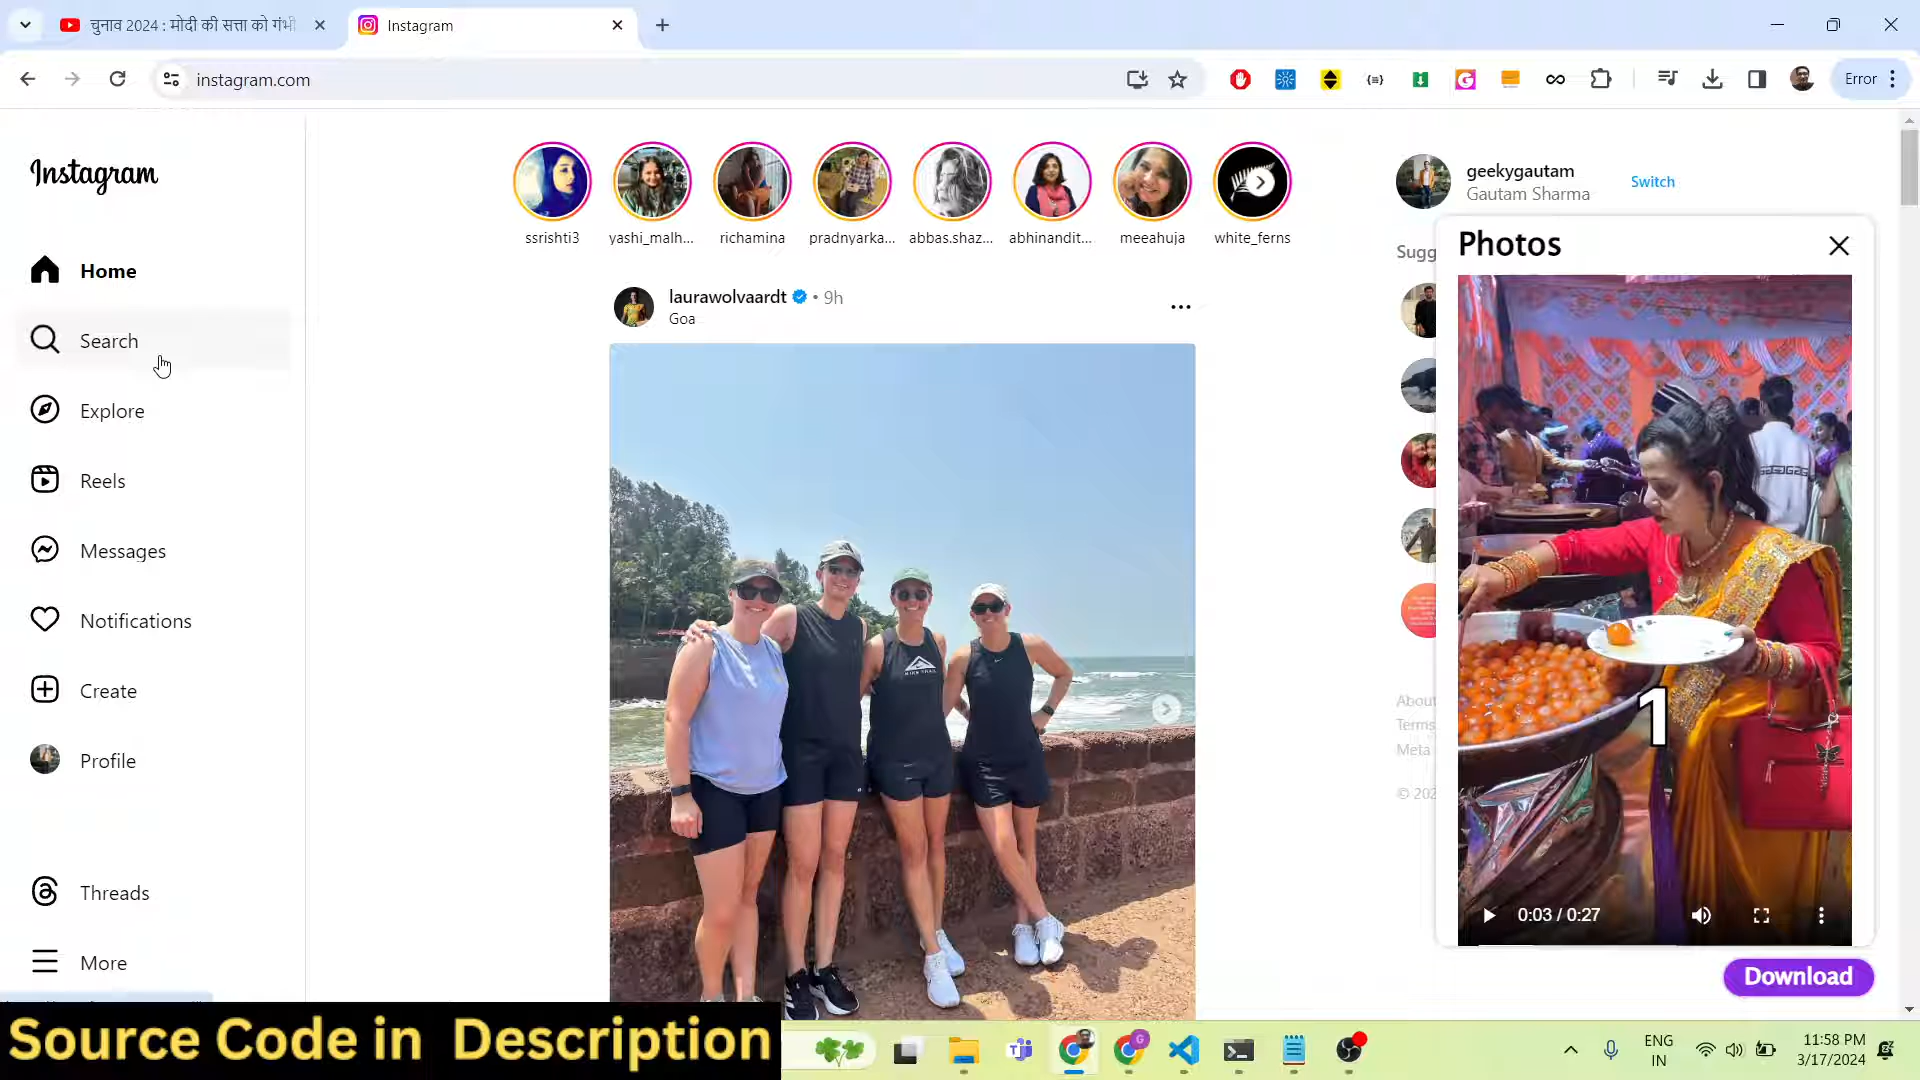 चुनाव 2024 : मोदी की सत्ता को गंभी
Instagram
instagram.com
Error
Instagram
Home
Search
Explore
Reels
Messages
Notifications
Create
Profile
Threads
More
ssrishti3
yashi_malh...
richamina
pradnyarka...
abbas.shaz...
abhinandit...
meeahuja
white_ferns
laurawolvaardt • 9h
Goa
geekygautam
Gautam Sharma
Switch
Sugg
Photos
1
0:03 / 0:27
Download
About
Terms
Meta
© 202
Source Code in Description
ENG
IN
11:58 PM
3/17/2024